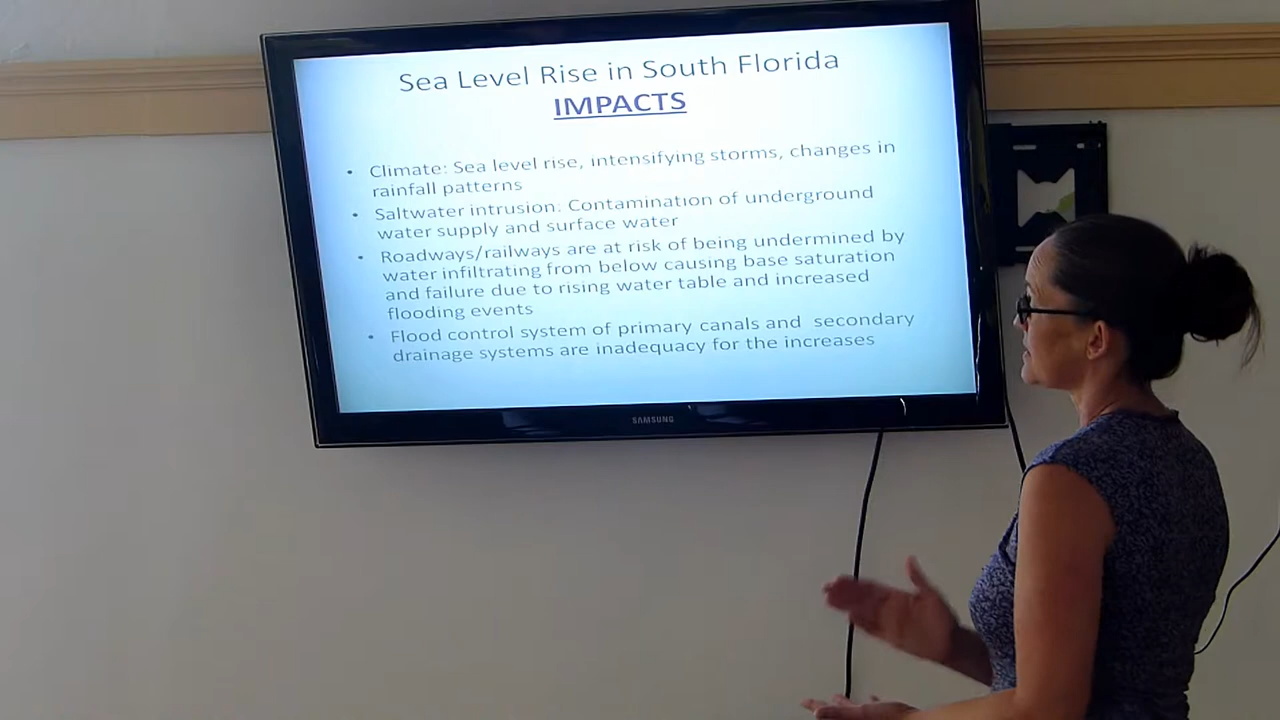 Sea Level Rise in South Florida
IMPACTS
• Climate: Sea level rise, intensifying storms, changes in
rainfall patterns
• Saltwater intrusion. Contamination of underground
water supply and surface water
• Roadways/railways are at risk of being undermined by
water infiltrating from below causing base saturation
and failure due to rising water table and increased
flooding events
• Flood control system of primary canals and secondary
drainage systems are inadequacy for the increases
SAMSUNG